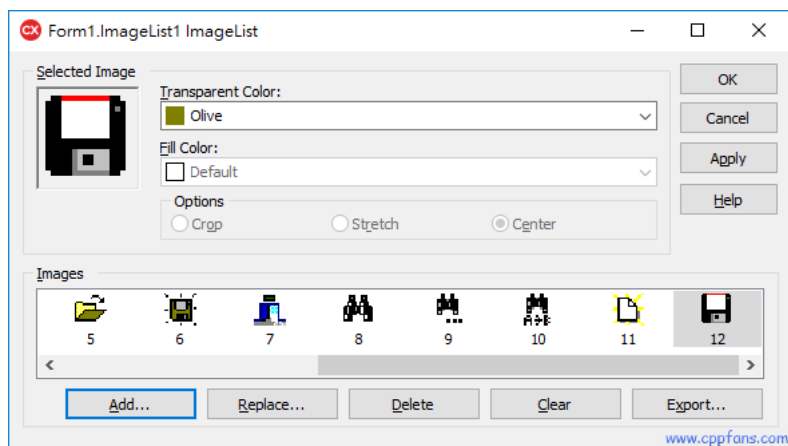 CX Form1.ImageList1 ImageList
Selected Image
Transparent Color:
Olive
Fill Color:
Default
Options
Crop
Stretch
Center
OK
Cancel
Apply
Help
Images
5 6 7 8 9 10 11 12
Add... Replace... Delete Clear Export...
www.cppfans.com